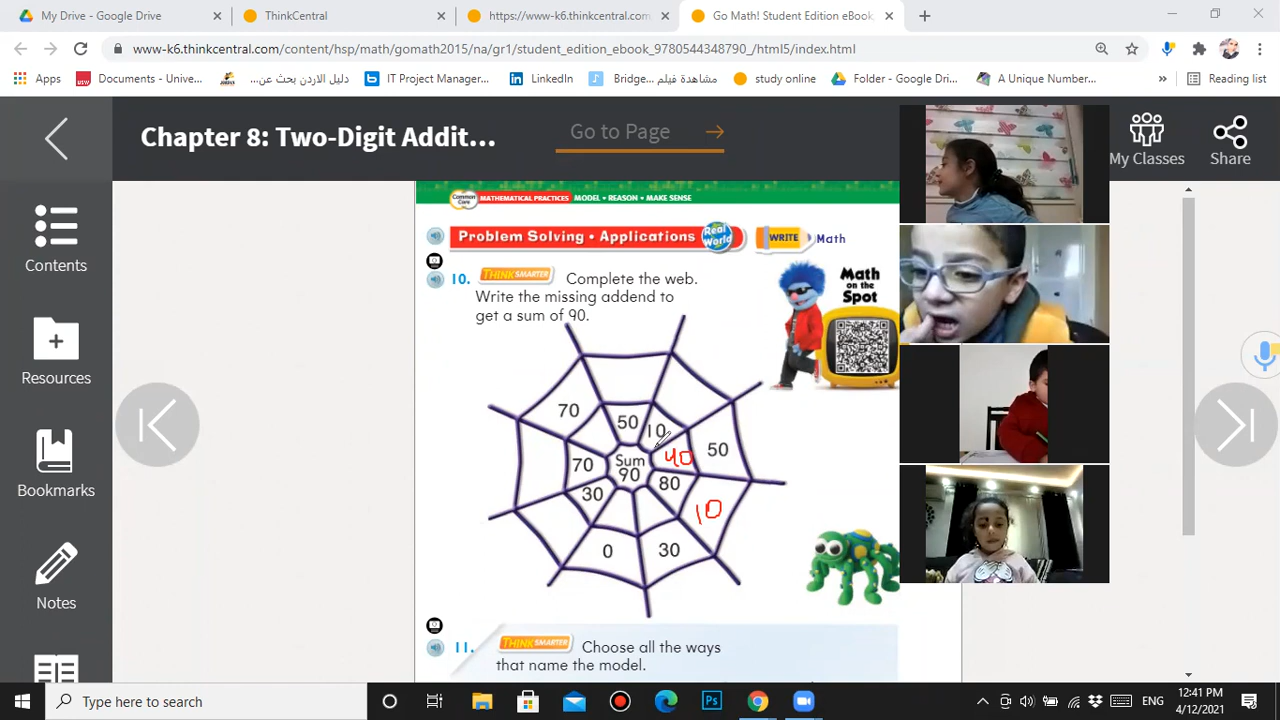 My Drive - Google Drive
ThinkCentral
https://www-k6.thinkcentral.com/
Go Math! Student Edition eBook
www-k6.thinkcentral.com/content/hsp/math/gomath2015/na/gr1/student_edition_ebook_9780544348790_/html5/index.html
Apps
Documents - Unive...
دليل الاردن بحث عن...
IT Project Manager...
LinkedIn
Bridge... مشاهدة فيلم
study online
Folder - Google Dri...
A Unique Number...
»
Reading list
Chapter 8: Two-Digit Addit...
Go to Page
My Classes
Share
Contents
Resources
Bookmarks
Notes
Common Core
MATHEMATICAL PRACTICES MODEL • REASON • MAKE SENSE
Problem Solving • Applications
Real World
WRITE Math
10. THINKSMARTER Complete the web.
Write the missing addend to
get a sum of 90.
Math
on the
Spot
70
50
10
50
40
70
Sum
90
80
30
10
0
30
11. THINKSMARTER Choose all the ways
that name the model.
Type here to search
ENG
12:41 PM
4/12/2021